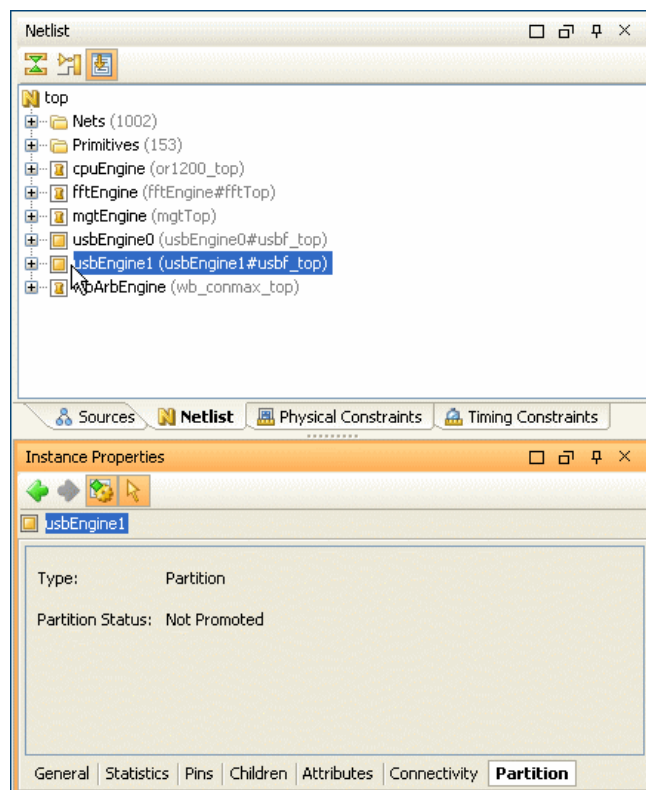 Netlist
top
Nets (1002)
Primitives (153)
cpuEngine (or1200_top)
fftEngine (fftEngine#fftTop)
mgtEngine (mgtTop)
usbEngine0 (usbEngine0#usbf_top)
usbEngine1 (usbEngine1#usbf_top)
wbArbEngine (wb_conmax_top)
Sources Netlist Physical Constraints Timing Constraints
Instance Properties
usbEngine1
Type: Partition
Partition Status: Not Promoted
General Statistics Pins Children Attributes Connectivity Partition